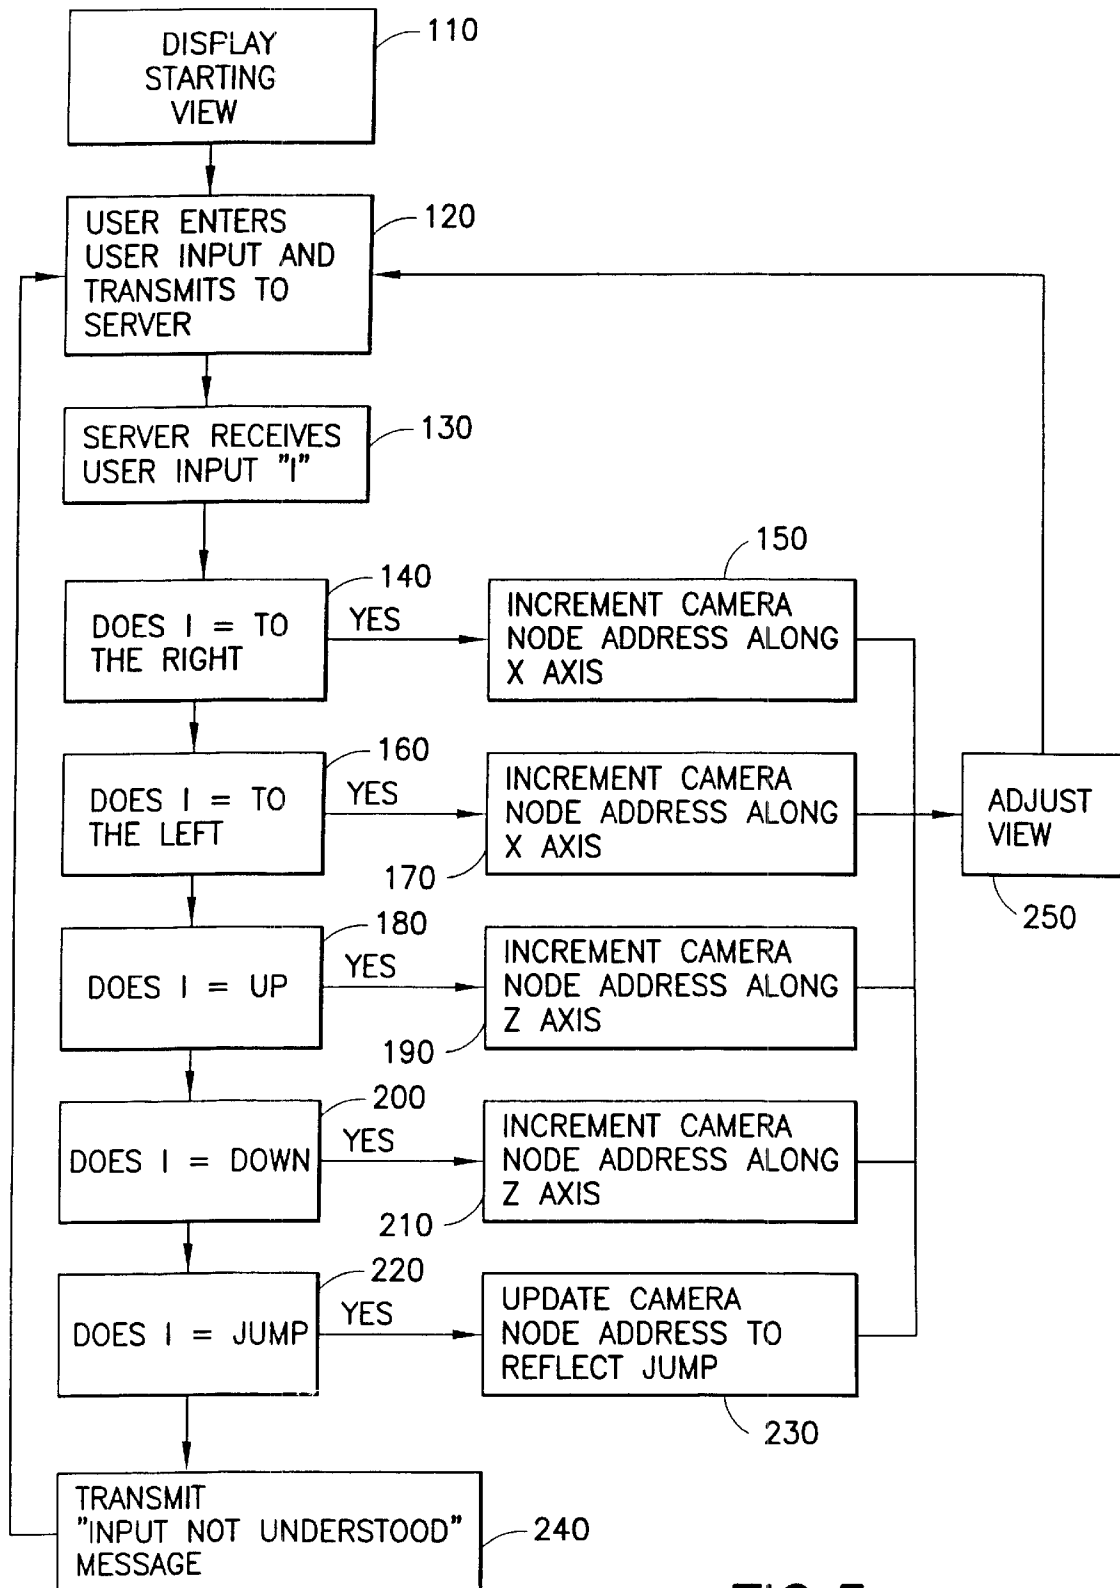 DISPLAY
STARTING
VIEW
110
USER ENTERS
USER INPUT AND
TRANSMITS TO
SERVER
120
SERVER RECEIVES
USER INPUT "I"
130
DOES I = TO
THE RIGHT
140
YES
INCREMENT CAMERA
NODE ADDRESS ALONG
X AXIS
150
DOES I = TO
THE LEFT
160
YES
INCREMENT CAMERA
NODE ADDRESS ALONG
X AXIS
170
ADJUST
VIEW
250
DOES I = UP
180
YES
INCREMENT CAMERA
NODE ADDRESS ALONG
Z AXIS
190
DOES I = DOWN
200
YES
INCREMENT CAMERA
NODE ADDRESS ALONG
Z AXIS
210
DOES I = JUMP
220
YES
UPDATE CAMERA
NODE ADDRESS TO
REFLECT JUMP
230
TRANSMIT
"INPUT NOT UNDERSTOOD"
MESSAGE
240